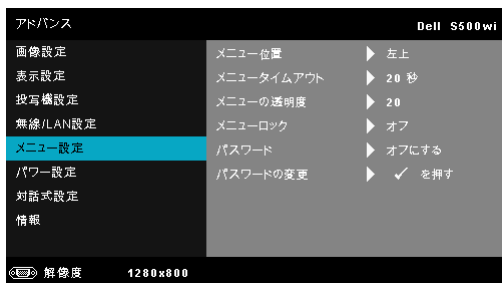 アドバンス Dell S500wi
画像設定
表示設定
投写機設定
無線/LAN設定
メニュー設定
パワー設定
対話式設定
情報
メニュー位置 左上
メニュータイムアウト 20 秒
メニューの透明度 20
メニューロック オフ
パスワード オフにする
パスワードの変更 ✓ を押す
解像度 1280x800